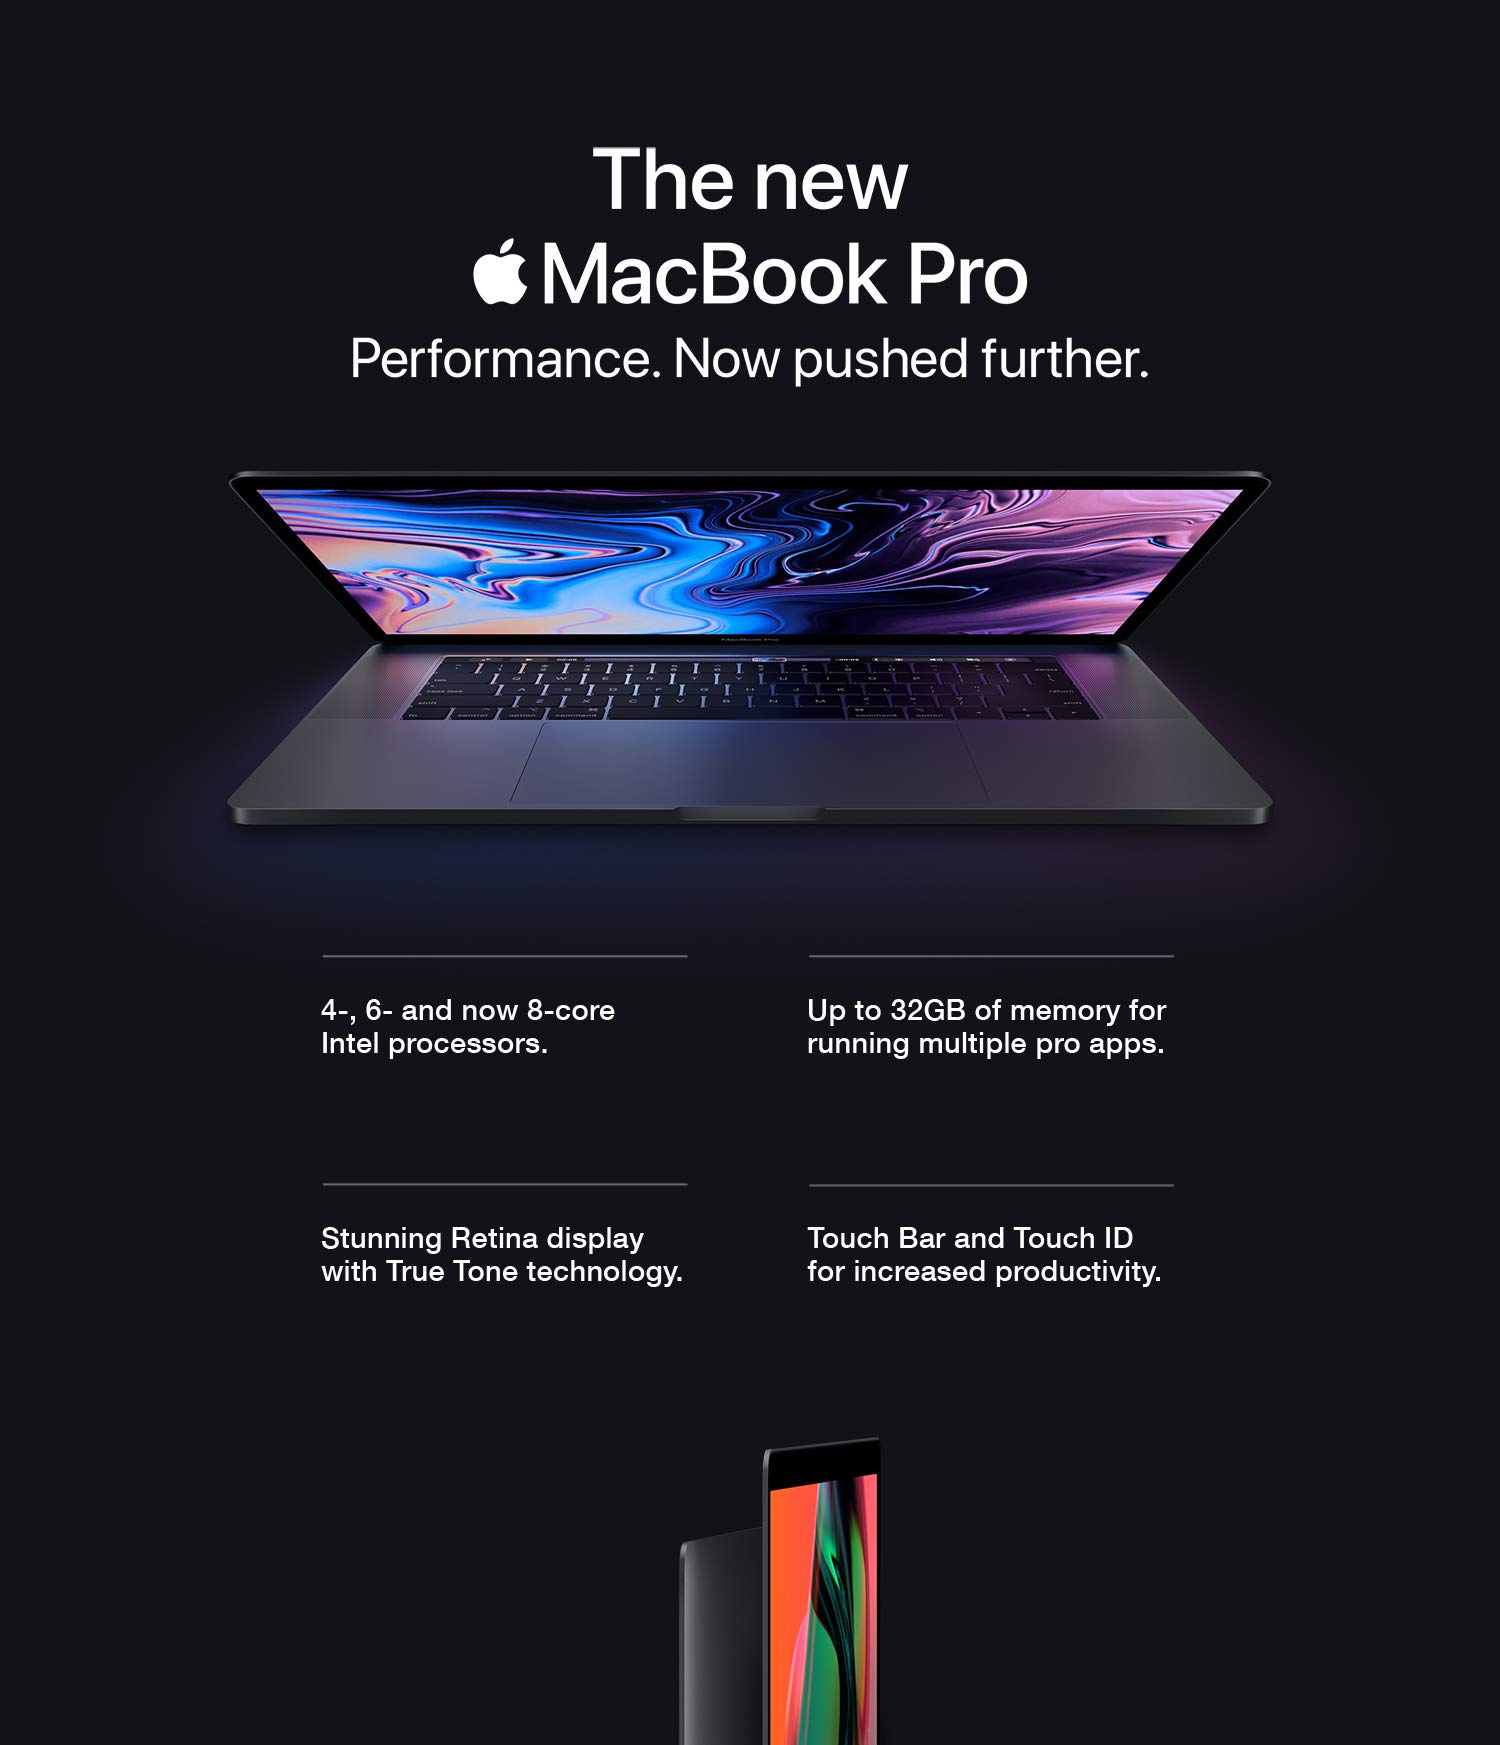 The new
MacBook Pro
Performance. Now pushed further.
MacBook Pro
4-, 6- and now 8-core
Intel processors.
Up to 32GB of memory for
running multiple pro apps.
Stunning Retina display
with True Tone technology.
Touch Bar and Touch ID
for increased productivity.